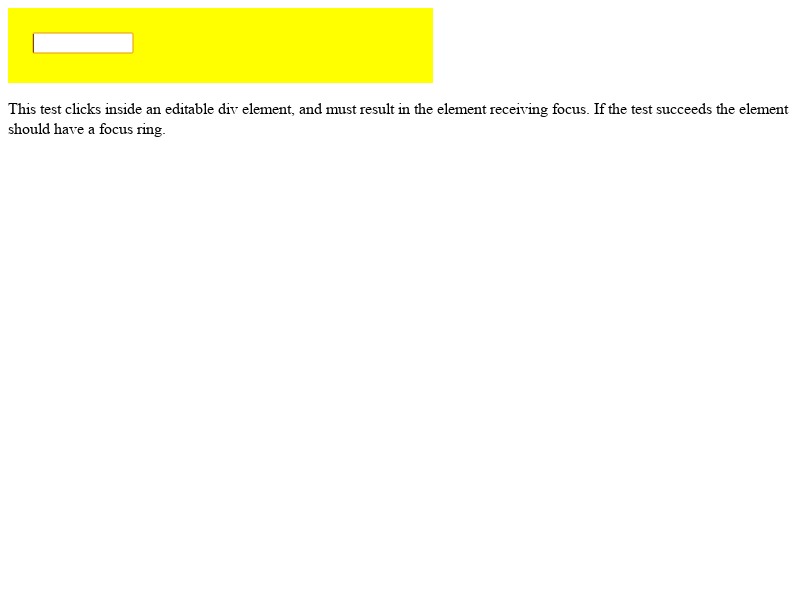 This test clicks inside an editable div element, and must result in the element receiving focus. If the test succeeds the element
should have a focus ring.